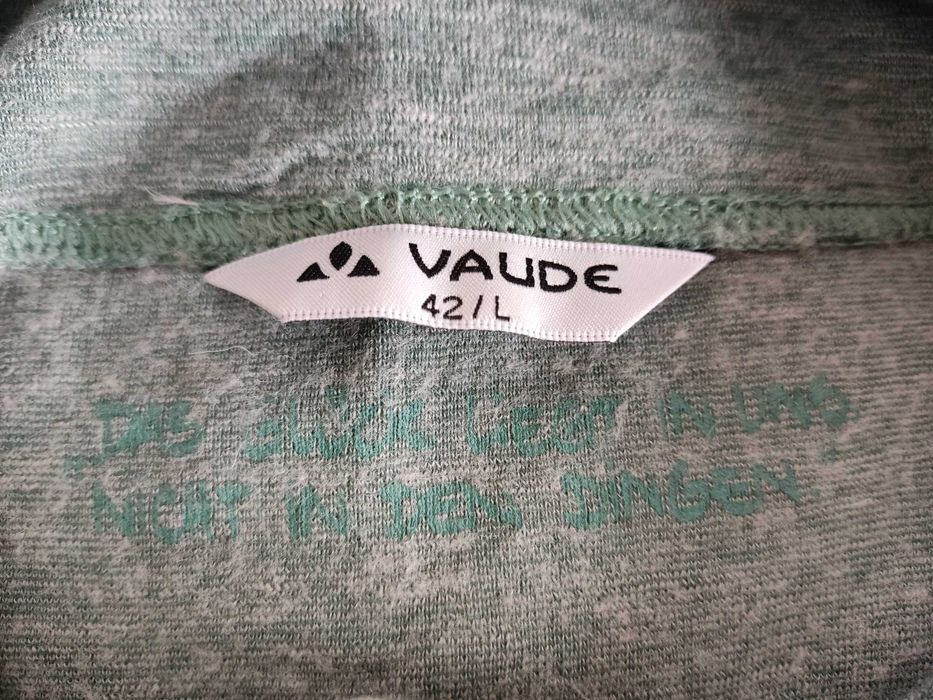 VAUDE
42/L
„DAS GLÜCK LIEGT IN UNS,
NICHT IN DEN DINGEN."